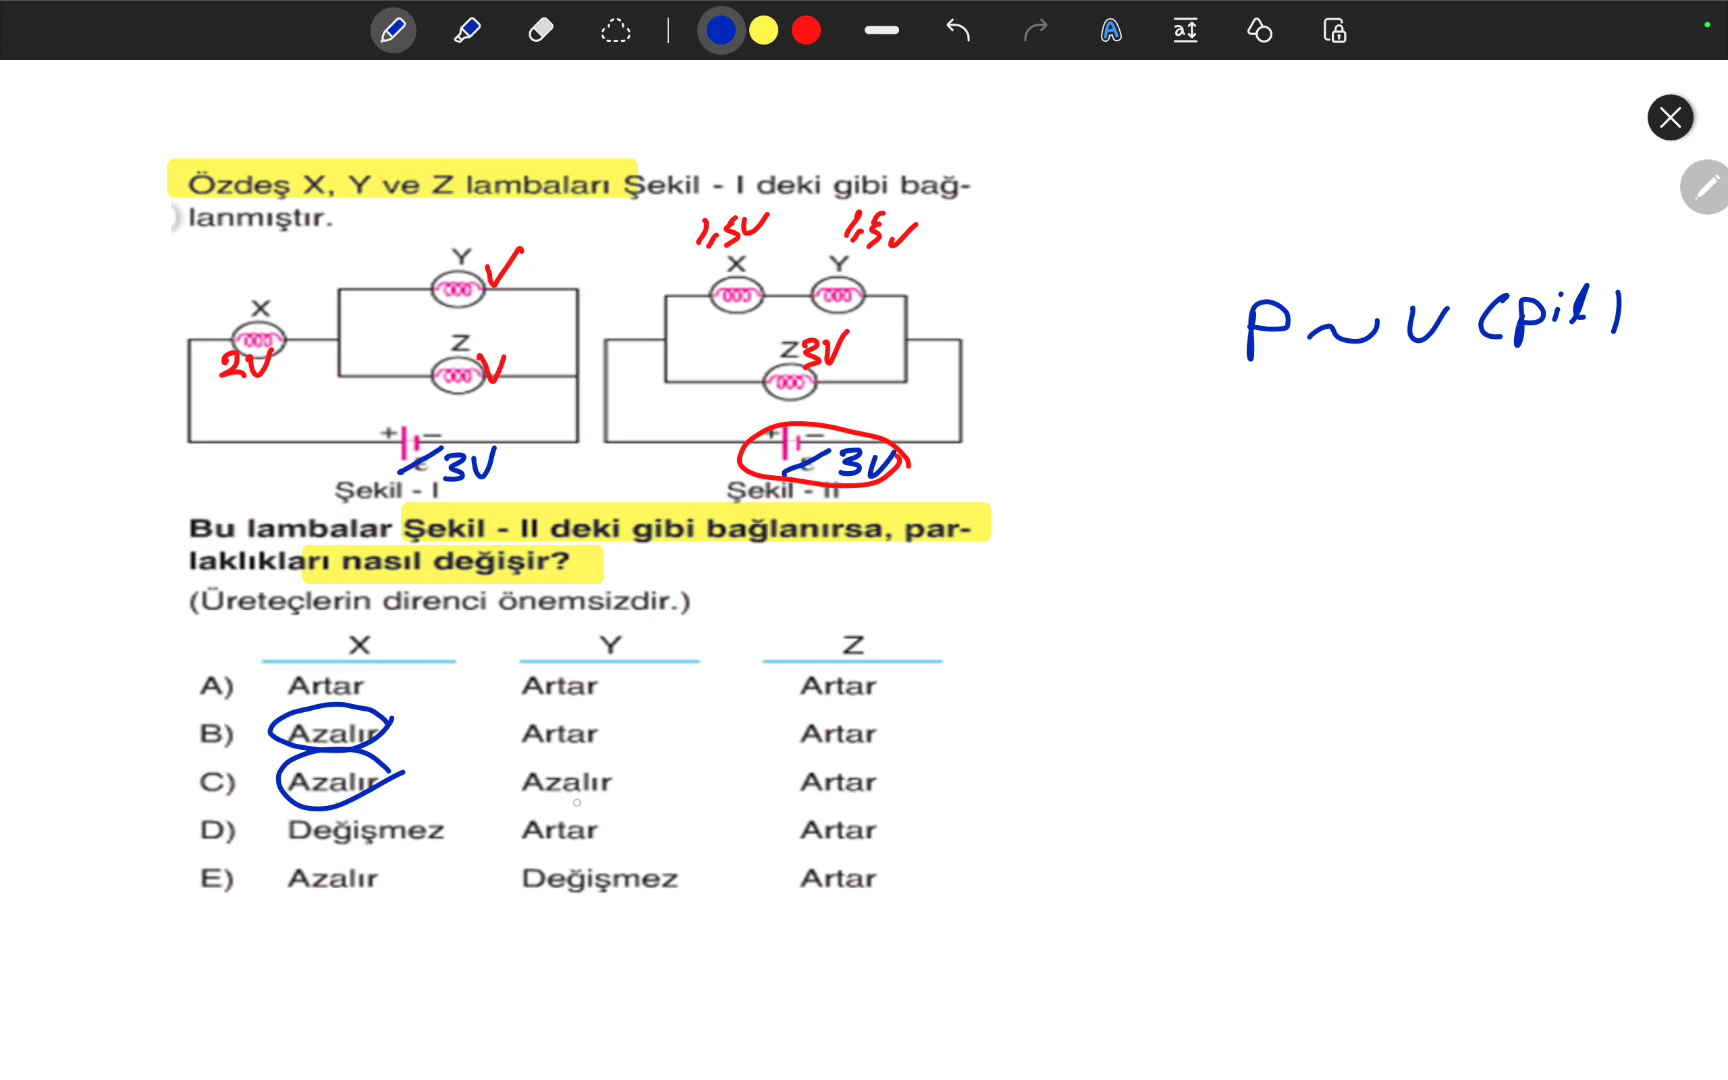 Özdeş X, Y ve Z lambaları Şekil - I deki gibi bağ-
lanmıştır.
1,5V 1,5V
Y
X Y
V
X
2V
Z
V
Z 3V
+ −
ε 3V
+ −
ε 3V
Şekil - I
Şekil - II
P ~ V (pil)
Bu lambalar Şekil - II deki gibi bağlanırsa, par-
laklıkları nasıl değişir?
(Üreteçlerin direnci önemsizdir.)
X Y Z
A) Artar Artar Artar
B) Azalır Artar Artar
C) Azalır Azalır Artar
D) Değişmez Artar Artar
E) Azalır Değişmez Artar